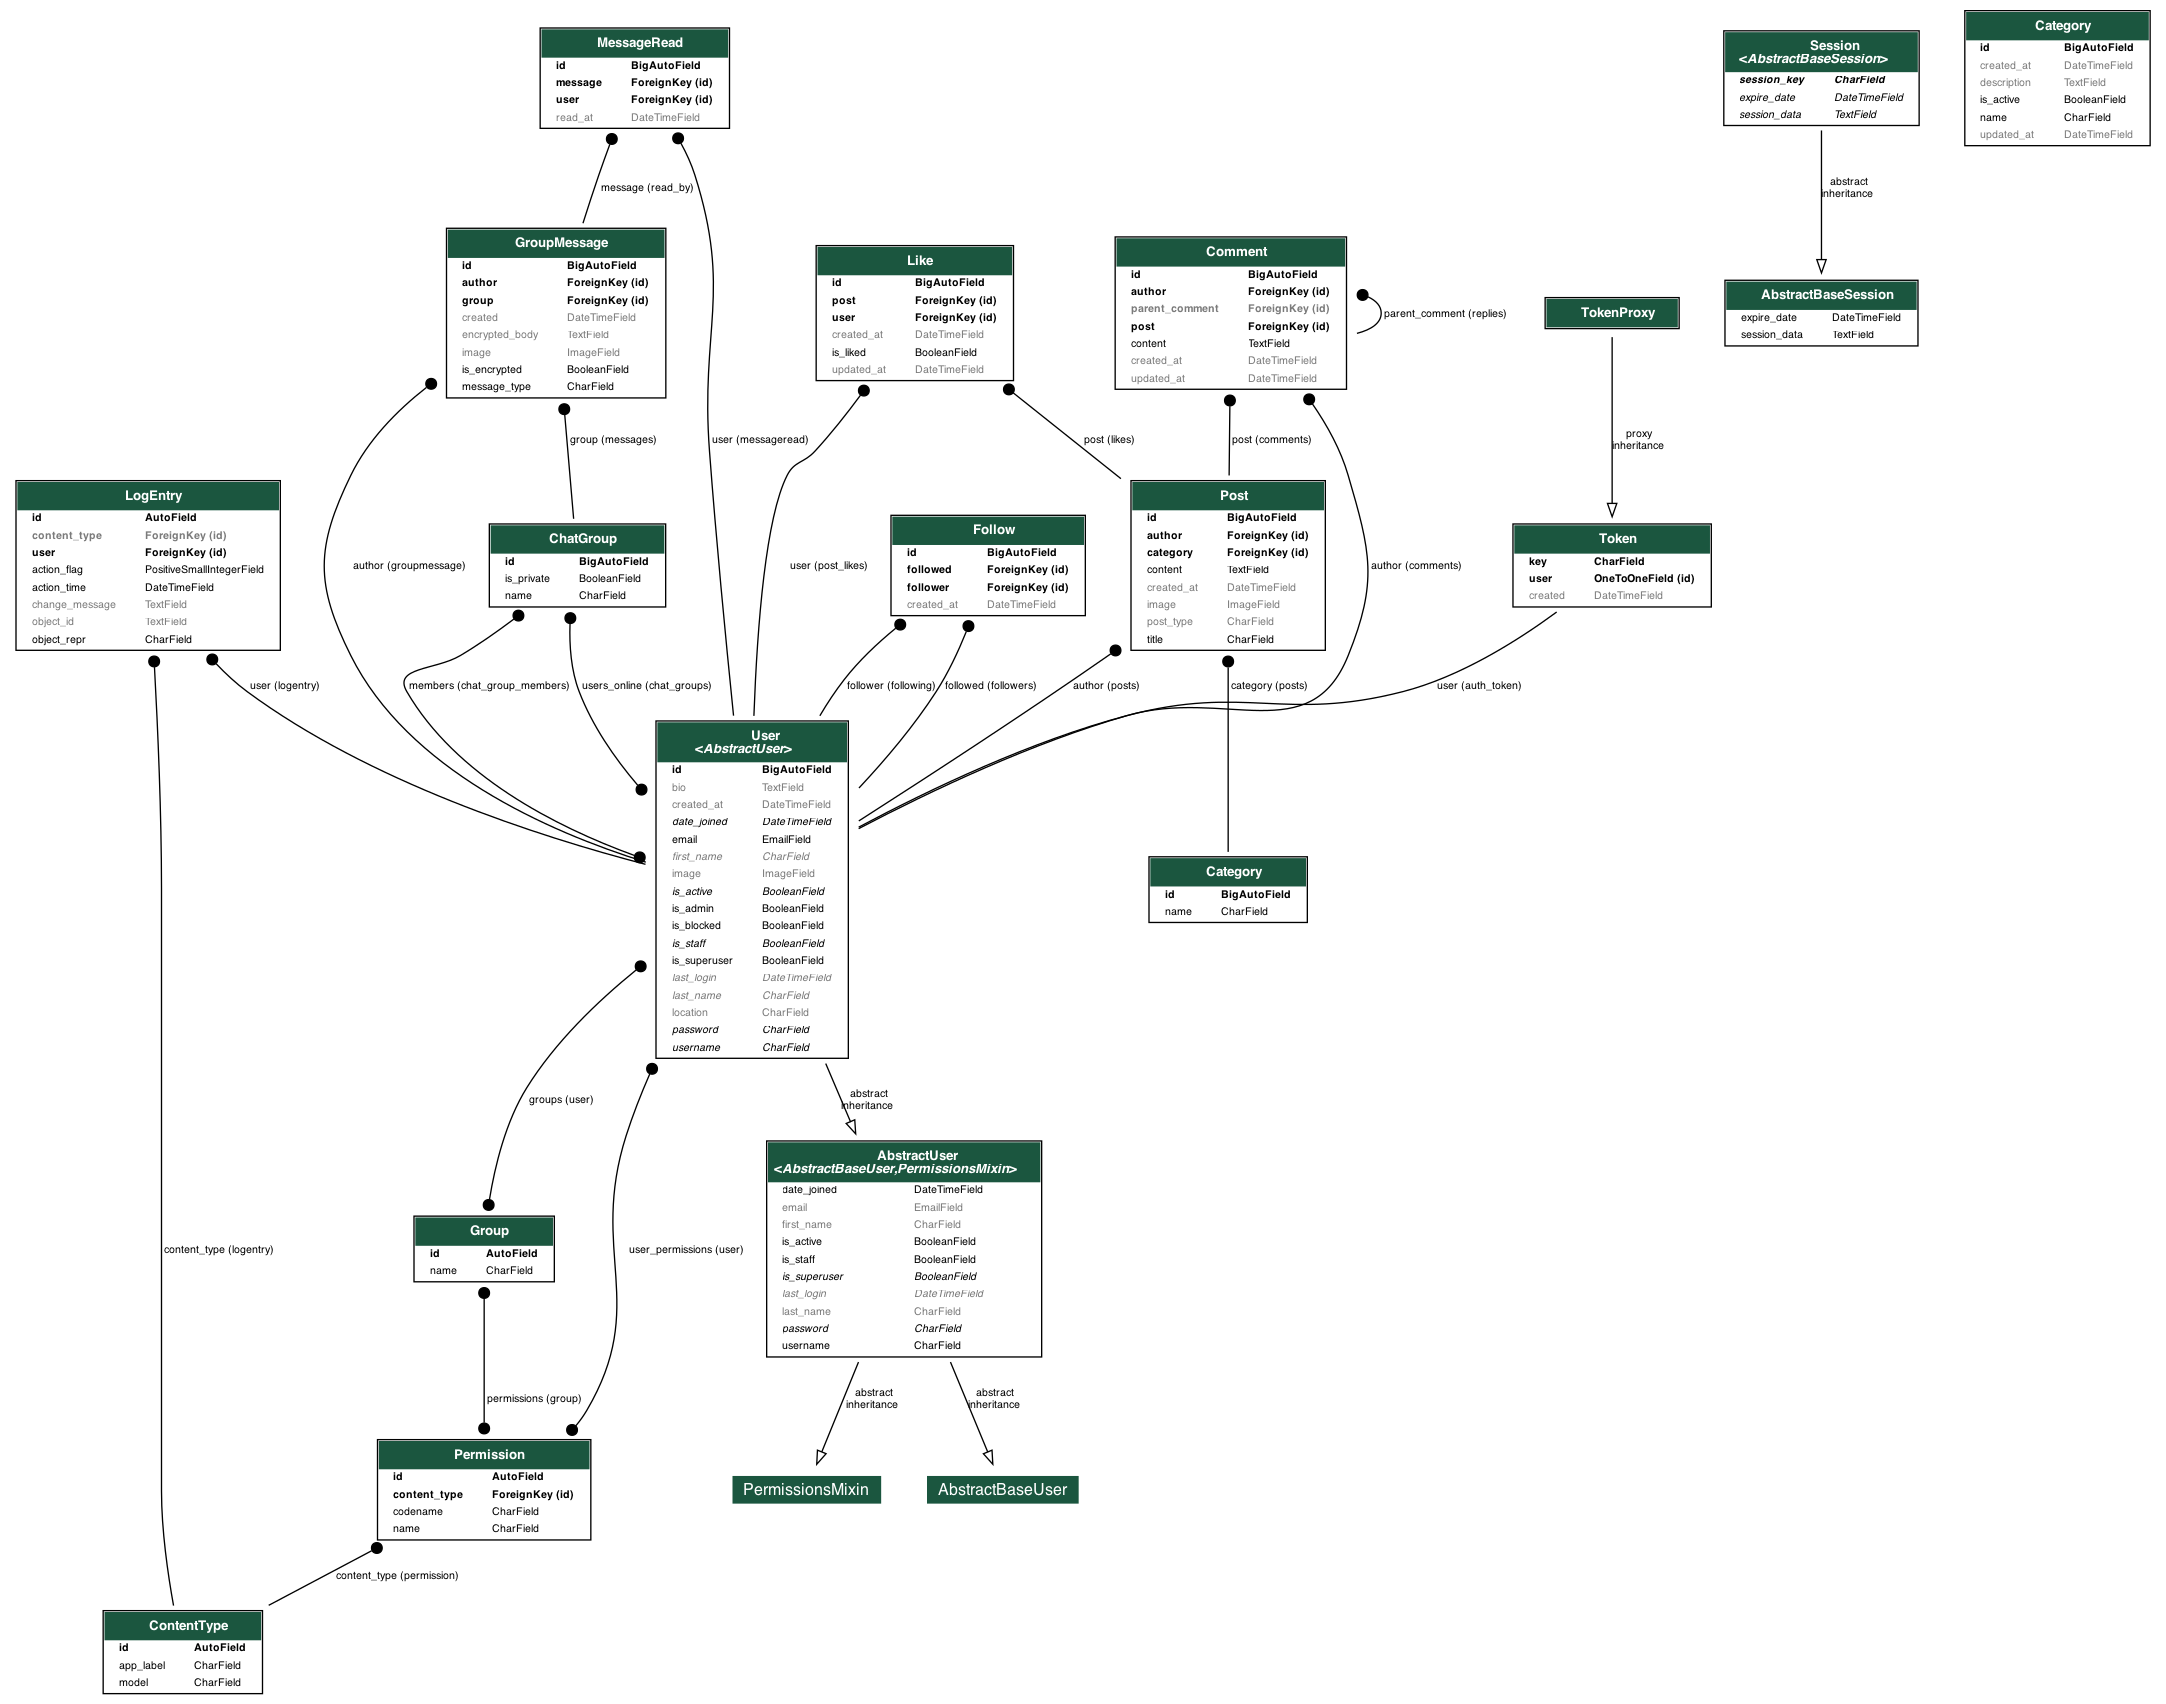 MessageRead
id BigAutoField
message ForeignKey (id)
user ForeignKey (id)
read_at DateTimeField
Session
<AbstractBaseSession>
session_key CharField
expire_date DateTimeField
session_data TextField
Category
id BigAutoField
created_at DateTimeField
description TextField
is_active BooleanField
name CharField
updated_at DateTimeField
message (read_by)
abstract
inheritance
GroupMessage
id BigAutoField
author ForeignKey (id)
group ForeignKey (id)
created DateTimeField
encrypted_body TextField
image ImageField
is_encrypted BooleanField
message_type CharField
Like
id BigAutoField
post ForeignKey (id)
user ForeignKey (id)
created_at DateTimeField
is_liked BooleanField
updated_at DateTimeField
Comment
id BigAutoField
author ForeignKey (id)
parent_comment ForeignKey (id)
post ForeignKey (id)
content TextField
created_at DateTimeField
updated_at DateTimeField
parent_comment (replies)
TokenProxy
AbstractBaseSession
expire_date DateTimeField
session_data TextField
group (messages)
user (messageread)
post (likes)
post (comments)
proxy
inheritance
LogEntry
id AutoField
content_type ForeignKey (id)
user ForeignKey (id)
action_flag PositiveSmallIntegerField
action_time DateTimeField
change_message TextField
object_id TextField
object_repr CharField
author (groupmessage)
ChatGroup
id BigAutoField
is_private BooleanField
name CharField
user (post_likes)
Follow
id BigAutoField
followed ForeignKey (id)
follower ForeignKey (id)
created_at DateTimeField
Post
id BigAutoField
author ForeignKey (id)
category ForeignKey (id)
content TextField
created_at DateTimeField
image ImageField
post_type CharField
title CharField
author (comments)
Token
key CharField
user OneToOneField (id)
created DateTimeField
user (logentry)
members (chat_group_members)
users_online (chat_groups)
follower (following)
followed (followers)
author (posts)
category (posts)
user (auth_token)
User
<AbstractUser>
id BigAutoField
bio TextField
created_at DateTimeField
date_joined DateTimeField
email EmailField
first_name CharField
image ImageField
is_active BooleanField
is_admin BooleanField
is_blocked BooleanField
is_staff BooleanField
is_superuser BooleanField
last_login DateTimeField
last_name CharField
location CharField
password CharField
username CharField
Category
id BigAutoField
name CharField
groups (user)
abstract
inheritance
AbstractUser
<AbstractBaseUser,PermissionsMixin>
date_joined DateTimeField
email EmailField
first_name CharField
is_active BooleanField
is_staff BooleanField
is_superuser BooleanField
last_login DateTimeField
last_name CharField
password CharField
username CharField
Group
id AutoField
name CharField
content_type (logentry)
user_permissions (user)
permissions (group)
abstract
inheritance
abstract
inheritance
Permission
id AutoField
content_type ForeignKey (id)
codename CharField
name CharField
PermissionsMixin
AbstractBaseUser
content_type (permission)
ContentType
id AutoField
app_label CharField
model CharField